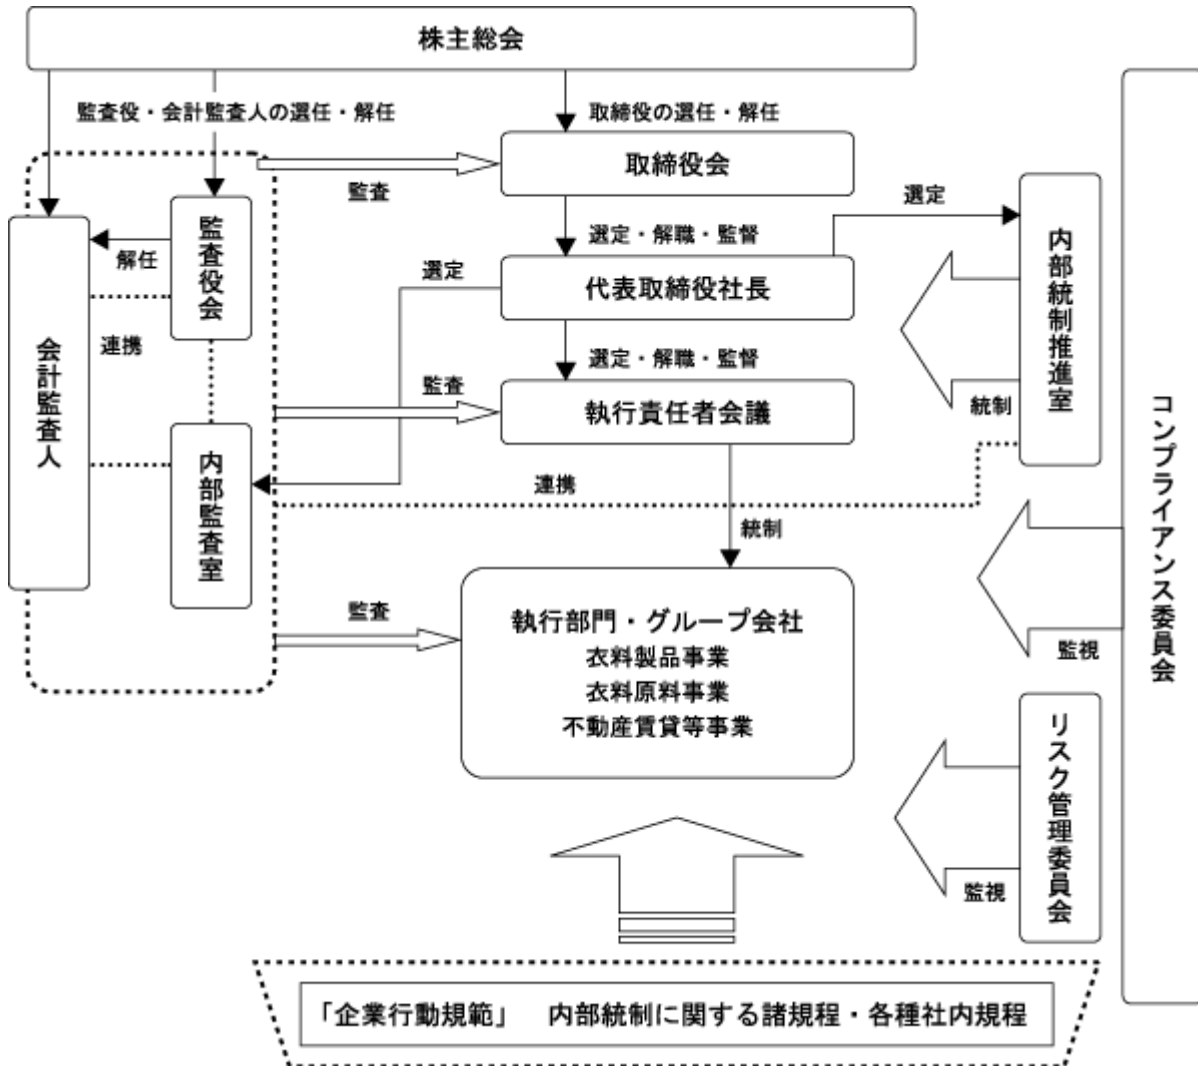 株主総会
監査役・会計監査人の選任・解任
取締役の選任・解任
取締役会
監査
選定
監査役会
解任
選定・解職・監督
選定
代表取締役社長
内部統制推進室
連携
会計監査人
選定・解職・監督
監査
執行責任者会議
統制
コンプライアンス委員会
内部監査室
連携
統制
監査
執行部門・グループ会社
衣料製品事業
衣料原料事業
不動産賃貸等事業
監視
リスク管理委員会
監視
「企業行動規範」　内部統制に関する諸規程・各種社内規程